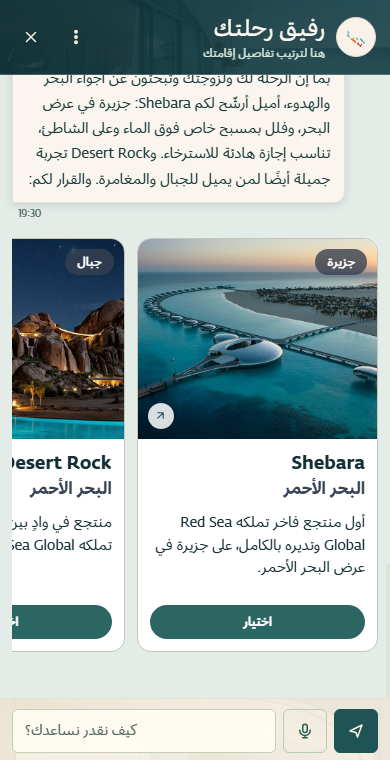 رفيق رحلتك
هنا لترتيب تفاصيل إقامتك
بما إن الرحلة لك ولزوجتك وتبحثون عن أجواء البحر
والهدوء، أميل أرشّح لكم Shebara: جزيرة في عرض
البحر، وفلل بمسبح خاص فوق الماء وعلى الشاطئ،
تناسب إجازة هادئة للاسترخاء. وDesert Rock تجربة
جميلة أيضًا لمن يميل للجبال والمغامرة. والقرار لكم:
19:30
جزيرة
Shebara
البحر الأحمر
أول منتجع فاخر تملكه Red Sea
Global وتديره بالكامل، على جزيرة في
عرض البحر الأحمر.
اختيار
جبال
Desert Rock
البحر الأحمر
منتجع في وادٍ
تملكه Sea Global
كيف نقدر نساعدك؟